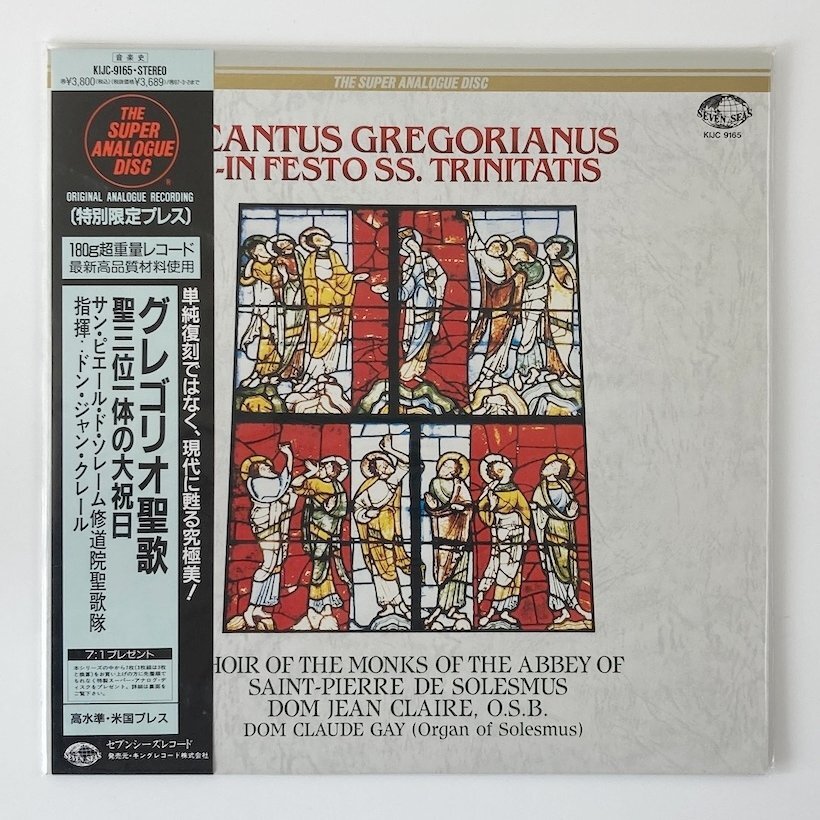 音楽史
KIJC-9165・STEREO
THE
SUPER
ANALOGUE
DISC
ORIGINAL ANALOGUE RECORDING
(特別限定プレス)
180g超重量レコード
最新高品質材料使用
単純復刻ではなく、現代に甦る究極美!
グレゴリオ聖歌
聖三位一体の大祝日
サン・ピエール・ド・ソレーム修道院聖歌隊
指揮:ドン・ジャン・クレール
7:1プレゼント
高水準・米国プレス
SEVEN SEAS
セブンシーズレコード
発売元・キングレコード株式会社
THE SUPER ANALOGUE DISC
SEVEN SEAS
KIJC 9165
CANTUS GREGORIANUS
-IN FESTO SS. TRINITATIS
HOIR OF THE MONKS OF THE ABBEY OF
SAINT-PIERRE DE SOLESMUS
DOM JEAN CLAIRE, O.S.B.
DOM CLAUDE GAY (Organ of Solesmus)